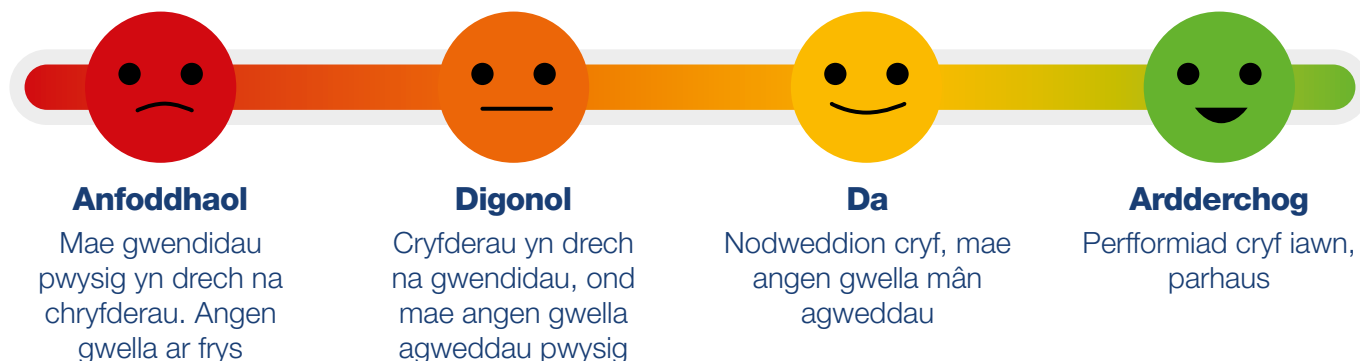 Anfoddhaol
Mae gwendidau
pwysig yn drech na
chryfderau. Angen
gwella ar frys
Digonol
Cryfderau yn drech
na gwendidau, ond
mae angen gwella
agweddau pwysig
Da
Nodweddion cryf, mae
angen gwella mân
agweddau
Ardderchog
Perfformiad cryf iawn,
parhaus